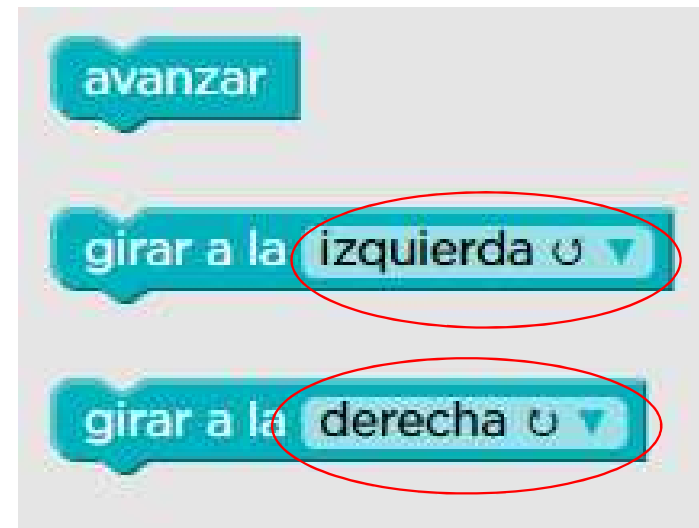 avanzar
girar a la izquierda ↺ ▼
girar a la derecha ↻ ▼